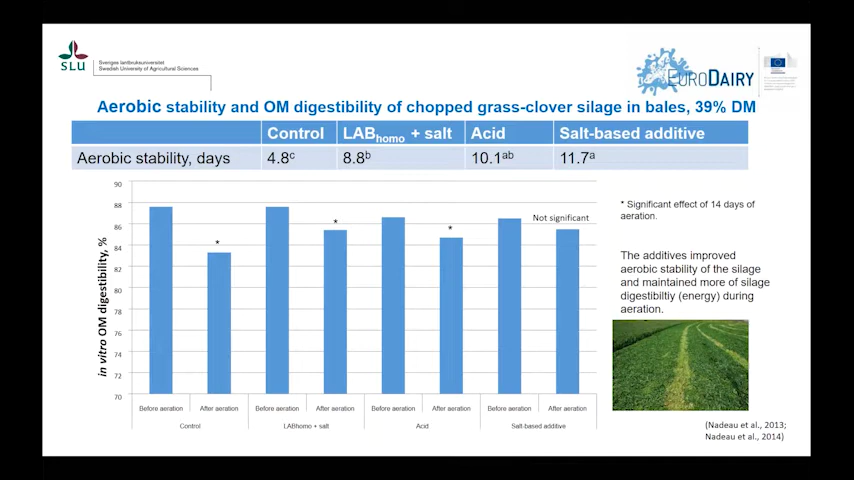 SLU
Sveriges lantbruksuniversitet
Swedish University of Agricultural Sciences
EURODAIRY
Aerobic stability and OM digestibility of chopped grass-clover silage in bales, 39% DM
Control LABhomo + salt Acid Salt-based additive
Aerobic stability, days 4.8c 8.8b 10.1ab 11.7a
in vitro OM digestibility, %
90
88
86
84
82
80
78
76
74
72
70
*
*
*
Not significant
Before aeration After aeration Before aeration After aeration Before aeration After aeration Before aeration After aeration
Control LABhomo + salt Acid Salt-based additive
* Significant effect of 14 days of
aeration.
The additives improved
aerobic stability of the silage
and maintained more of silage
digestibiltiy (energy) during
aeration.
(Nadeau et al., 2013;
Nadeau et al., 2014)